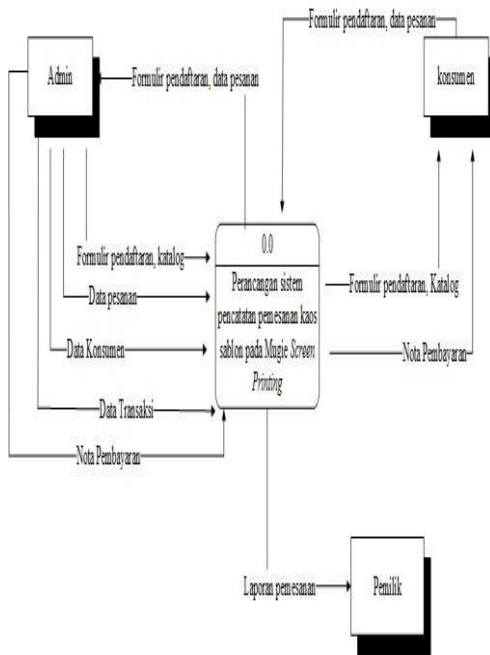 Formulir pendaftaran, data pesanan
Admin
Formulir pendaftaran, data pesanan
konsumen
0.0
Perancangan sistem
pencatatan pemesanan kaos
sablon pada Mugie Screen
Printing
Formulir pendaftaran, katalog
Data pesanan
Data Konsumen
Data Transaksi
Nota Pembayaran
Formulir pendaftaran, Katalog
Nota Pembayaran
Laporan pemesanan
Pemilik